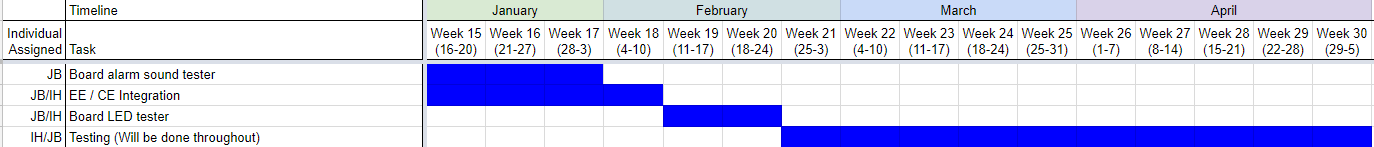 Timeline January February March April
Individual Assigned Task Week 15 (16-20) Week 16 (21-27) Week 17 (28-3) Week 18 (4-10) Week 19 (11-17) Week 20 (18-24) Week 21 (25-3) Week 22 (4-10) Week 23 (11-17) Week 24 (18-24) Week 25 (25-31) Week 26 (1-7) Week 27 (8-14) Week 28 (15-21) Week 29 (22-28) Week 30 (29-5)
JB Board alarm sound tester
JB/IH EE / CE Integration
JB/IH Board LED tester
IH/JB Testing (Will be done throughout)